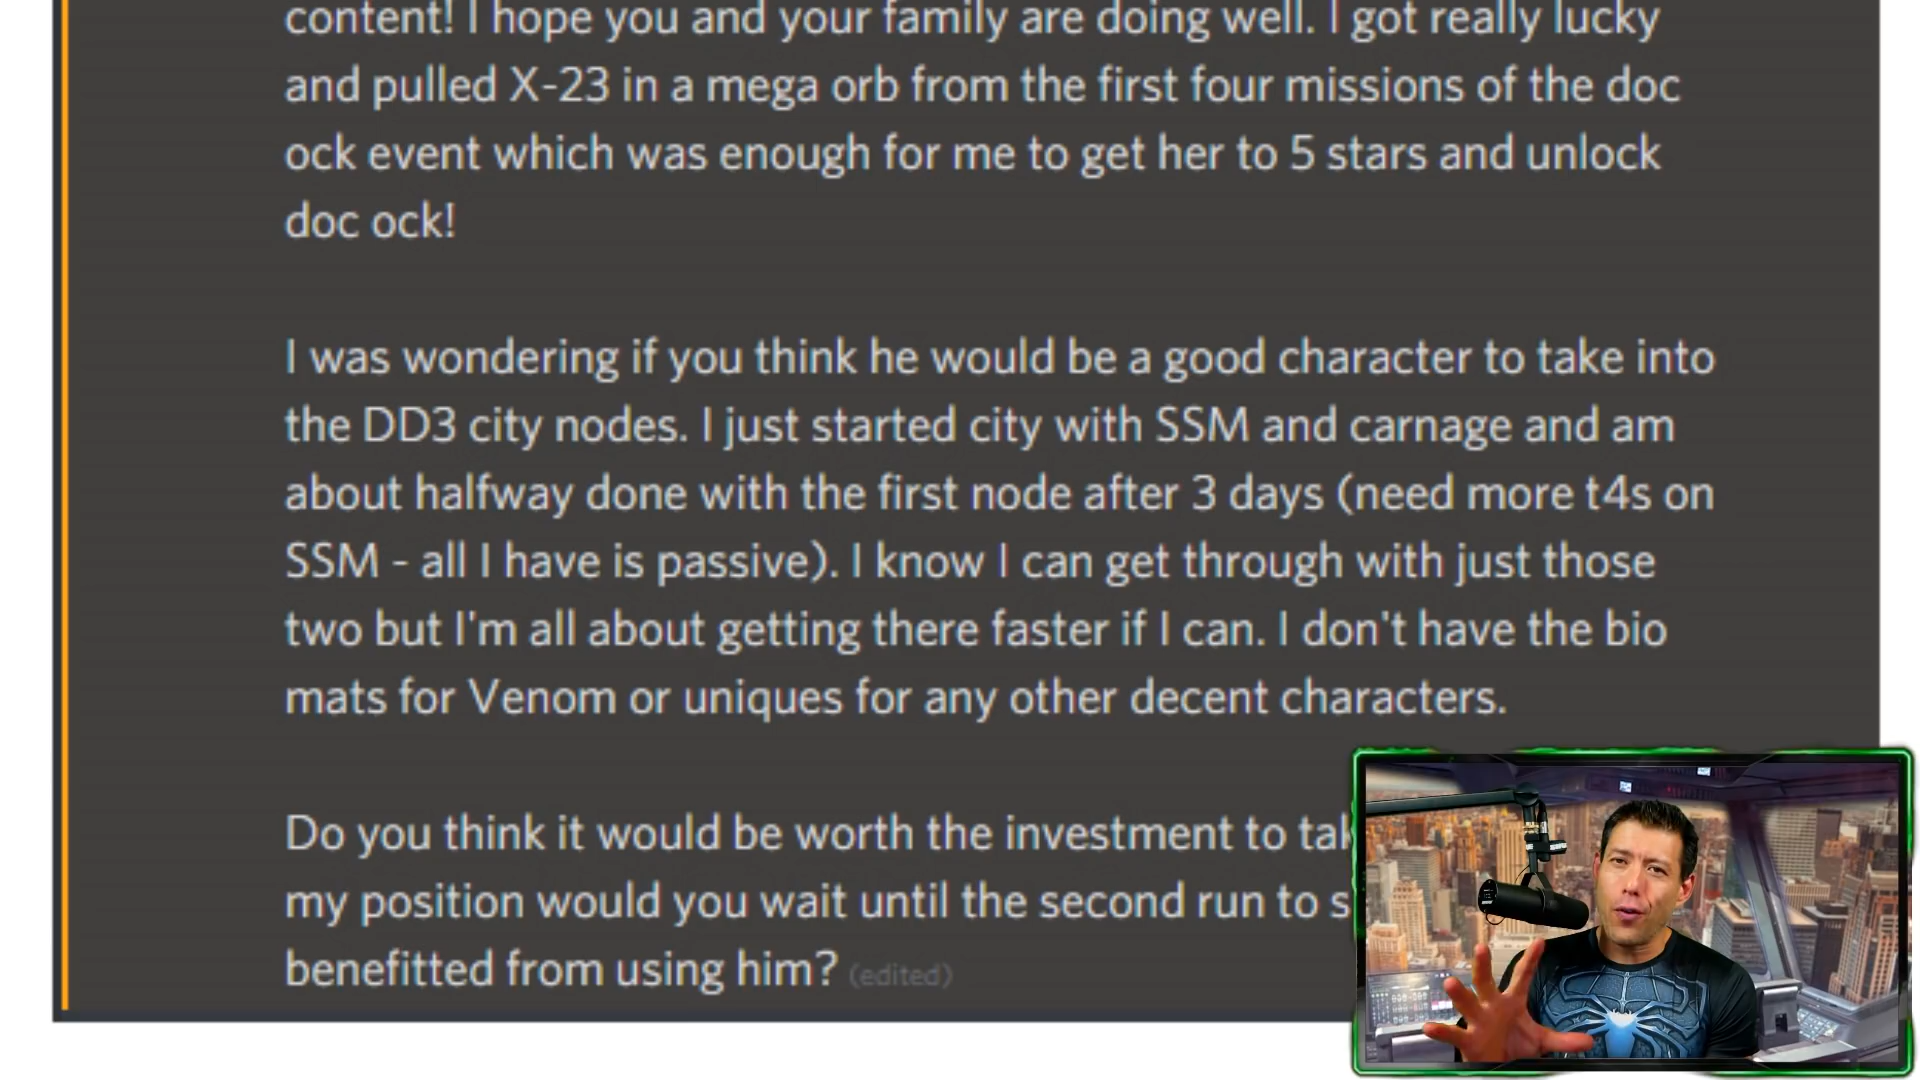 content! I hope you and your family are doing well. I got really lucky
and pulled X-23 in a mega orb from the first four missions of the doc
ock event which was enough for me to get her to 5 stars and unlock
doc ock!
I was wondering if you think he would be a good character to take into
the DD3 city nodes. I just started city with SSM and carnage and am
about halfway done with the first node after 3 days (need more t4s on
SSM - all I have is passive). I know I can get through with just those
two but I'm all about getting there faster if I can. I don't have the bio
mats for Venom or uniques for any other decent characters.
Do you think it would be worth the investment to
my position would you wait until the second run to
benefitted from using him? (edited)